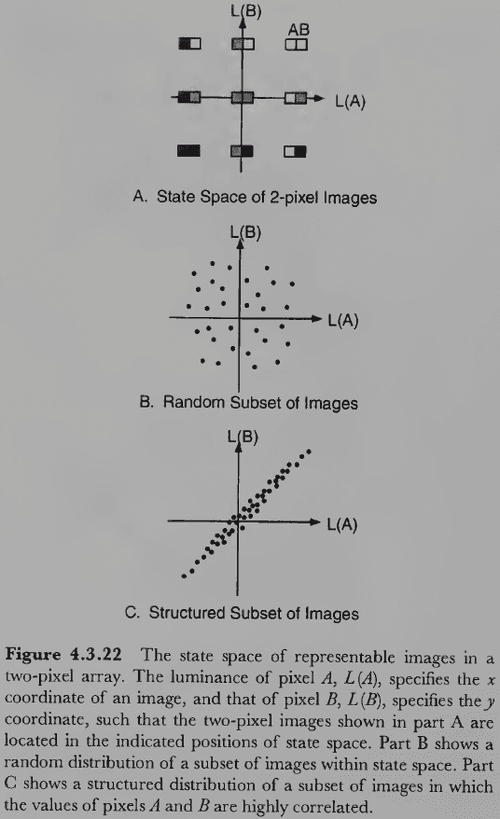 L(B)
AB
L(A)
A. State Space of 2-pixel Images
L(B)
L(A)
B. Random Subset of Images
L(B)
L(A)
C. Structured Subset of Images
Figure 4.3.22 The state space of representable images in a
two-pixel array. The luminance of pixel A, L(A), specifies the x
coordinate of an image, and that of pixel B, L(B), specifies the y
coordinate, such that the two-pixel images shown in part A are
located in the indicated positions of state space. Part B shows a
random distribution of a subset of images within state space. Part
C shows a structured distribution of a subset of images in which
the values of pixels A and B are highly correlated.